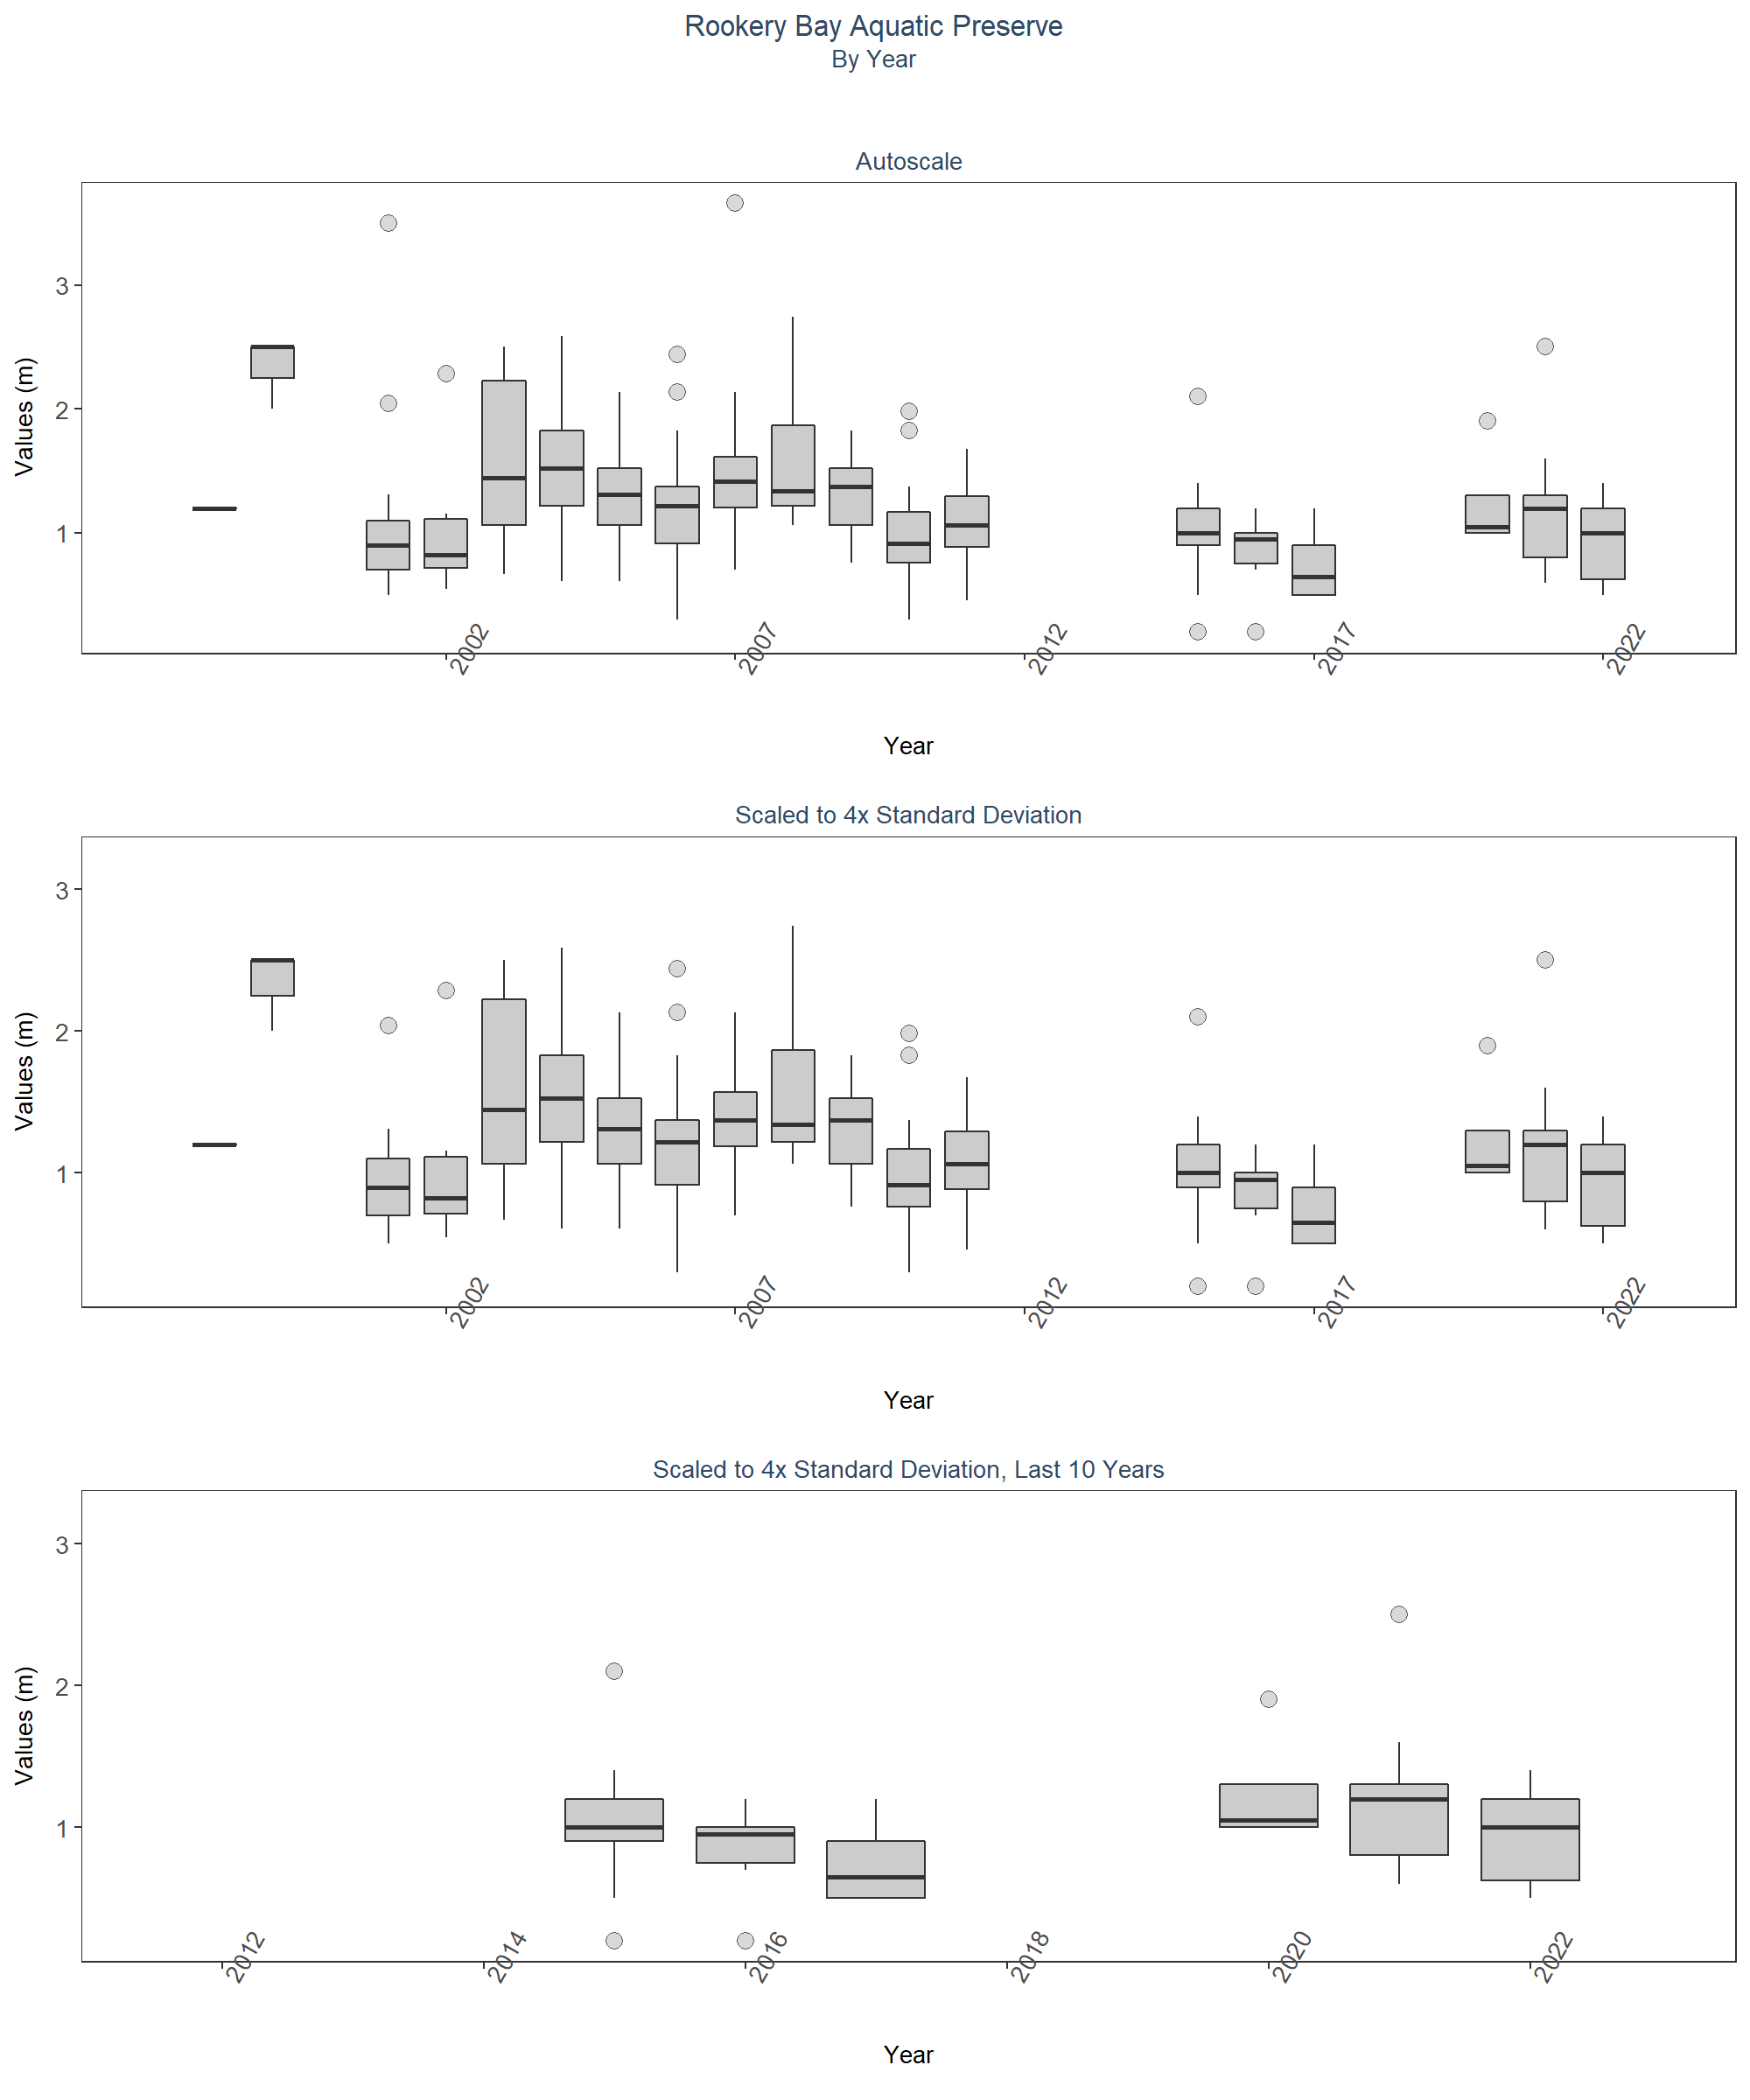 Rookery Bay Aquatic Preserve
By Year
Autoscale
Values (m)
3
2
1
2002 2007 2012 2017 2022
Year
Scaled to 4x Standard Deviation
Values (m)
3
2
1
2002 2007 2012 2017 2022
Year
Scaled to 4x Standard Deviation, Last 10 Years
Values (m)
3
2
1
2012 2014 2016 2018 2020 2022
Year